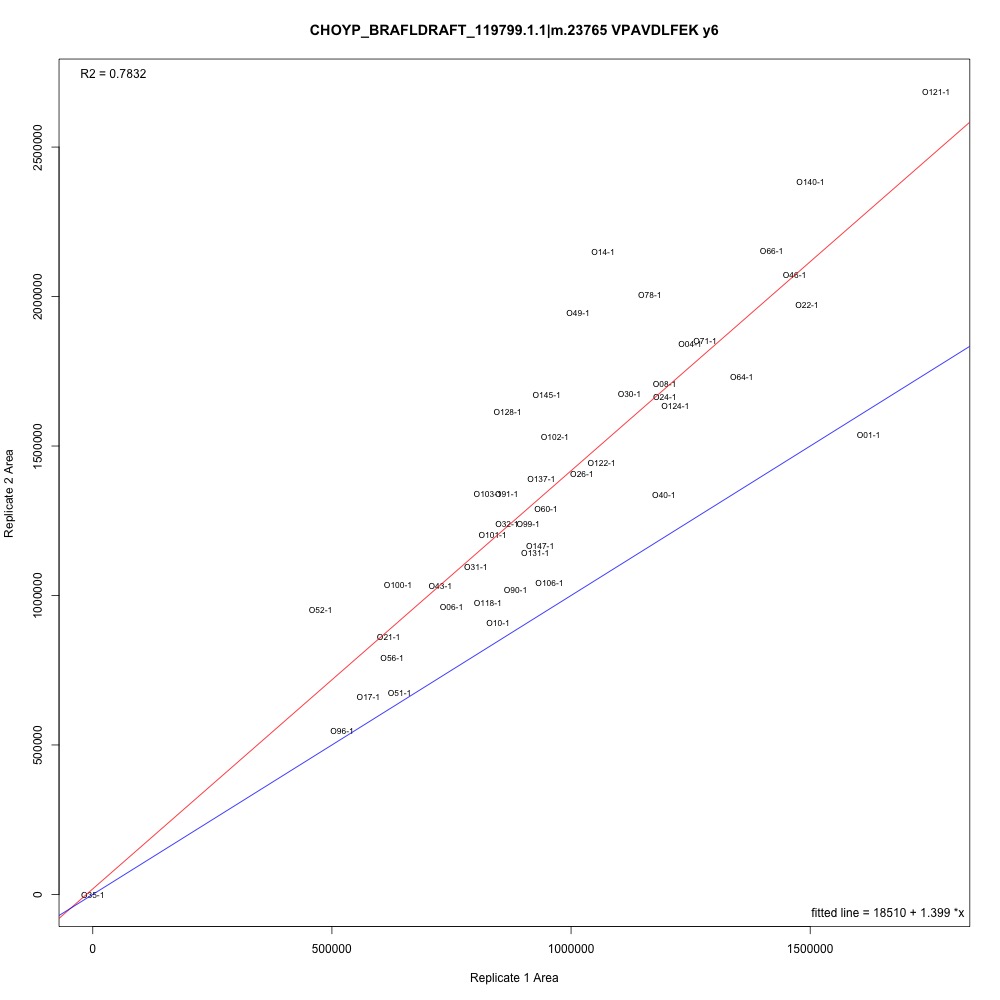 CHOYP_BRAFLDRAFT_119799.1.1|m.23765 VPAVDLFEK y6
R2 = 0.7832
O121-1
O140-1
O14-1
O66-1
O46-1
O78-1
O22-1
O49-1
O04-1
O71-1
O64-1
O08-1
O30-1
O145-1
O24-1
O124-1
O128-1
O102-1
O01-1
O122-1
O26-1
O137-1
O103-1
O91-1
O40-1
O60-1
O32-1
O99-1
O101-1
O147-1
O131-1
O31-1
O106-1
O100-1
O43-1
O90-1
O118-1
O06-1
O52-1
O10-1
O21-1
O56-1
O51-1
O17-1
O96-1
O35-1
fitted line = 18510 + 1.399 *x
0
500000
1000000
1500000
2000000
2500000
Replicate 2 Area
0
500000
1000000
1500000
Replicate 1 Area